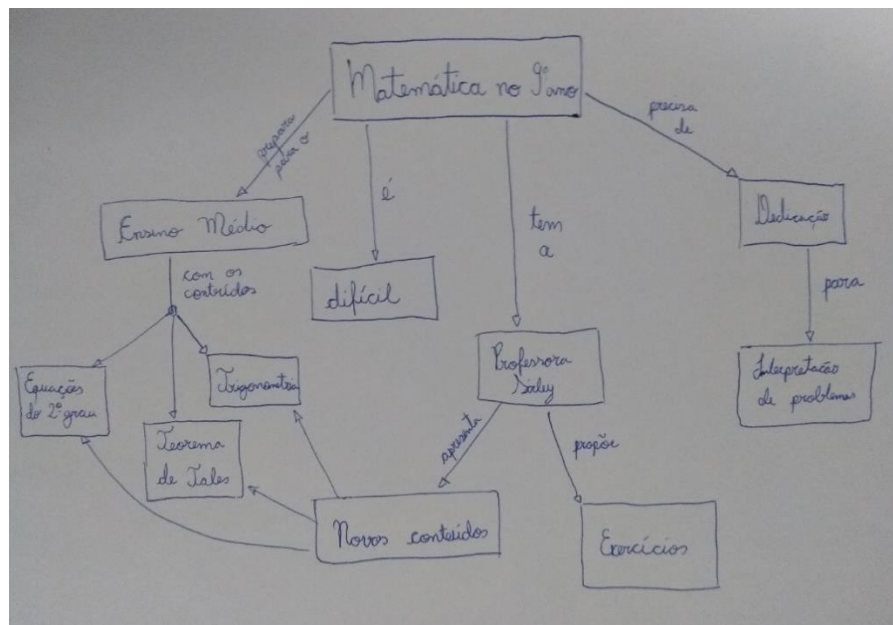 Matemática no 9º ano
prepara
para o
é
tem
a
precisa
de
Ensino Médio
difícil
Professora
Dedicação
com os
conteúdos
para
Equações
do 2º grau
Trigonometria
Teorema
de Tales
Interpretação
de problemas
apresenta
propõe
Novos conteúdos
Exercícios